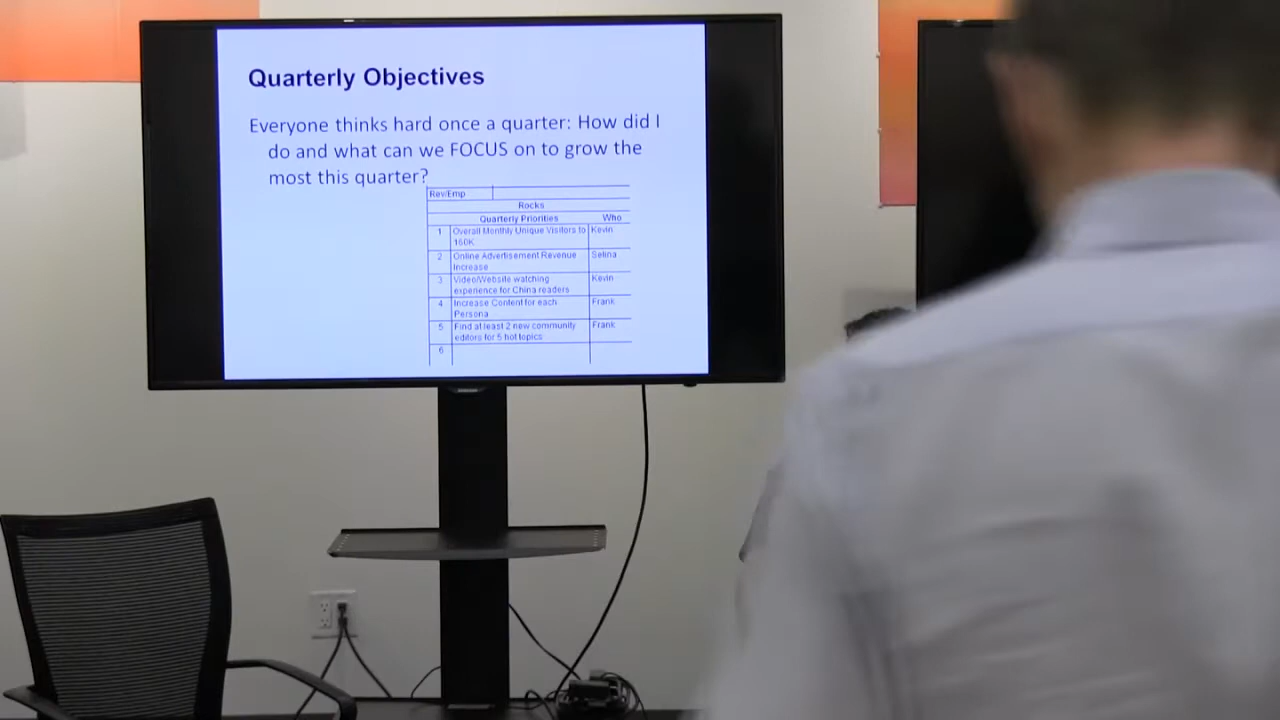 Quarterly Objectives
Everyone thinks hard once a quarter: How did I
do and what can we FOCUS on to grow the
most this quarter?
Rev/Emp
Rocks
Quarterly Priorities Who
1 Overall Monthly Unique Visitors to Kevin
160K
2 Online Advertisement Revenue Selina
Increase
3 Video/Website watching Kevin
experience for China readers
4 Increase Content for each Frank
Persona
5 Find at least 2 new community Frank
editors for 5 hot topics
6